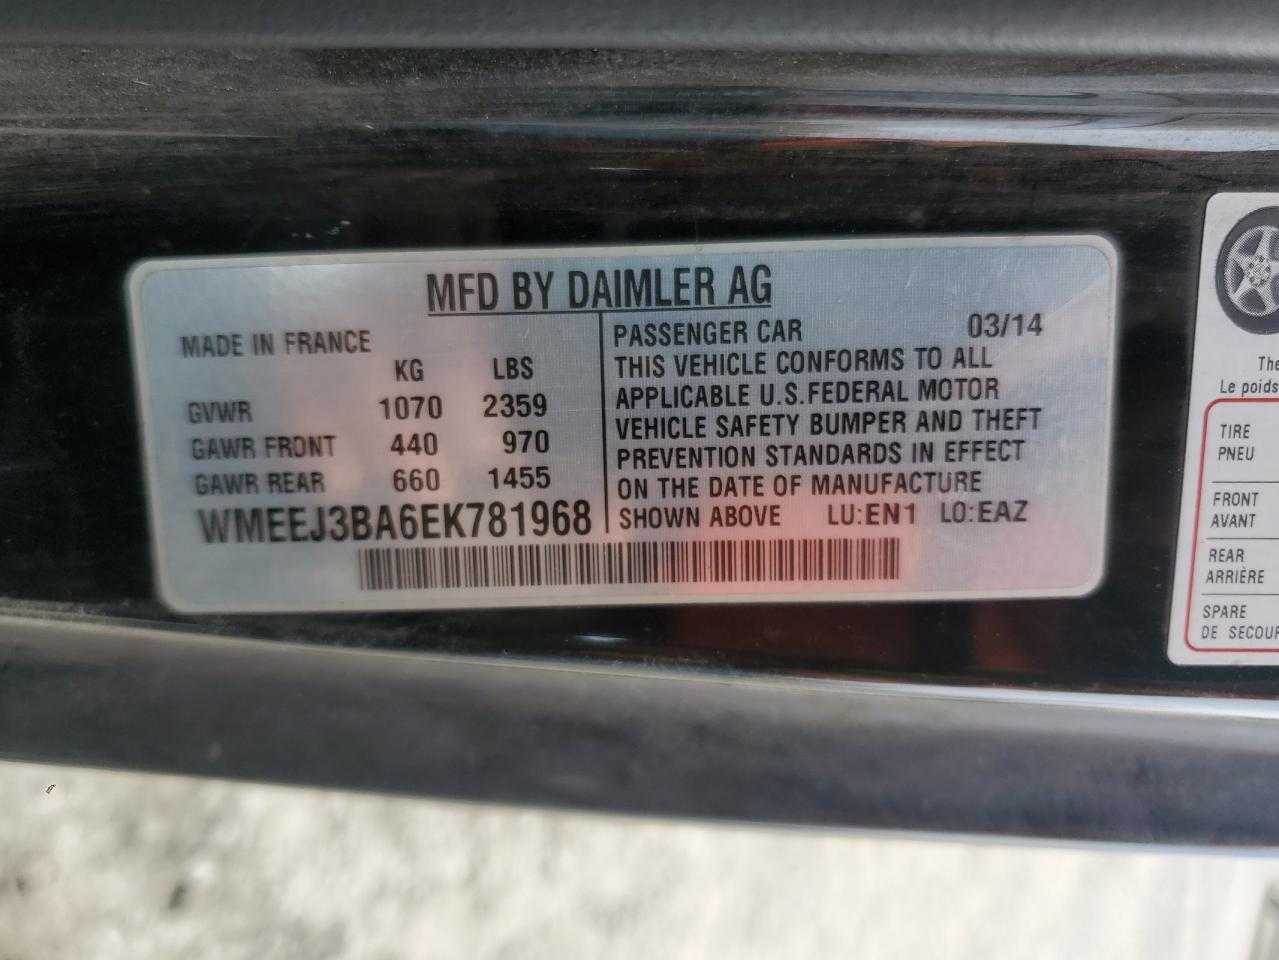 MFD BY DAIMLER AG
MADE IN FRANCE
KG LBS
GVWR 1070 2359
GAWR FRONT 440 970
GAWR REAR 660 1455
WMEEJ3BA6EK781968
PASSENGER CAR 03/14
THIS VEHICLE CONFORMS TO ALL
APPLICABLE U.S.FEDERAL MOTOR
VEHICLE SAFETY BUMPER AND THEFT
PREVENTION STANDARDS IN EFFECT
ON THE DATE OF MANUFACTURE
SHOWN ABOVE LU:EN1 LO:EAZ
The
Le poids
TIRE
PNEU
FRONT
AVANT
REAR
ARRIÈRE
SPARE
DE SECOUR